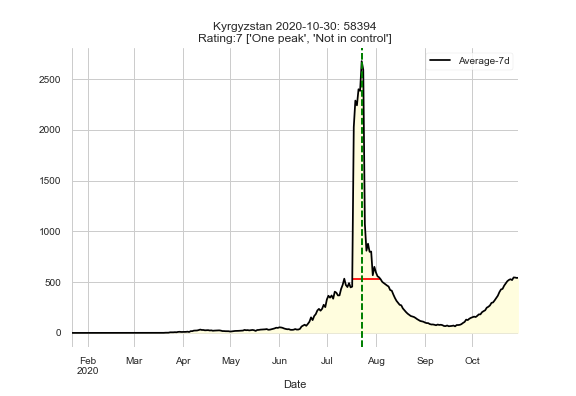 Kyrgyzstan 2020-10-30: 58394
Rating:7 ['One peak', 'Not in control']
Average-7d
2500
2000
1500
1000
500
0
Feb Mar Apr May Jun Jul Aug Sep Oct
2020
Date